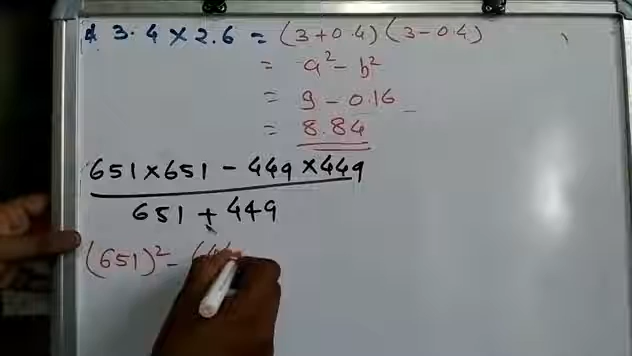 d 3.4 × 2.6 = (3+0.4) (3-0.4)
= a² - b²
= 9 - 0.16
= 8.84
651×651 - 449×449
651 + 449
(651)² - (4